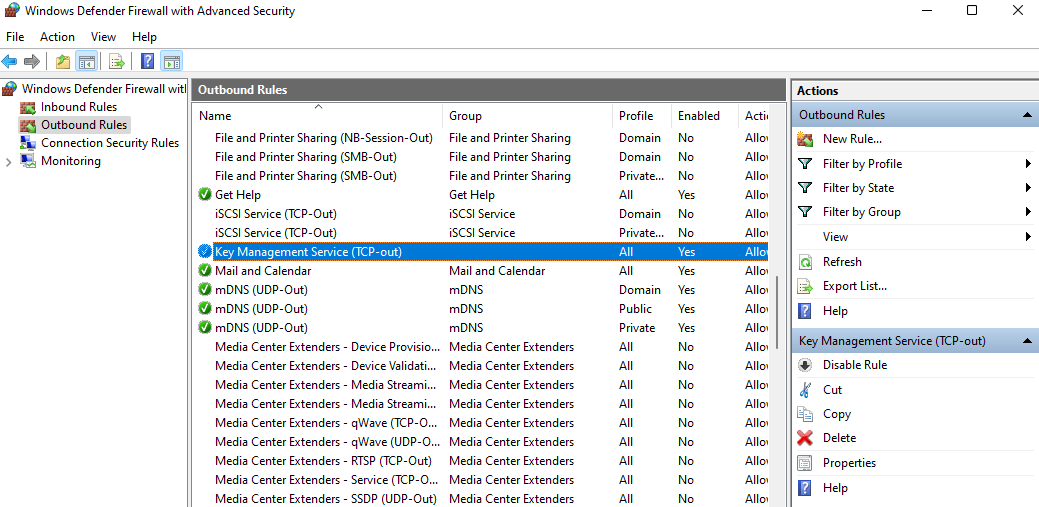 Windows Defender Firewall with Advanced Security
File Action View Help
Windows Defender Firewall with
Inbound Rules
Outbound Rules
Connection Security Rules
Monitoring
Outbound Rules
Name Group Profile Enabled Acti
File and Printer Sharing (NB-Session-Out) File and Printer Sharing Domain No Allov
File and Printer Sharing (SMB-Out) File and Printer Sharing Domain No Allov
File and Printer Sharing (SMB-Out) File and Printer Sharing Private... No Allov
Get Help Get Help All Yes Allov
iSCSI Service (TCP-Out) iSCSI Service Domain No Allov
iSCSI Service (TCP-Out) iSCSI Service Private... No Allov
Key Management Service (TCP-out) All Yes Allov
Mail and Calendar Mail and Calendar All Yes Allov
mDNS (UDP-Out) mDNS Domain Yes Allov
mDNS (UDP-Out) mDNS Public Yes Allov
mDNS (UDP-Out) mDNS Private Yes Allov
Media Center Extenders - Device Provisio... Media Center Extenders All No Allov
Media Center Extenders - Device Validati... Media Center Extenders All No Allov
Media Center Extenders - Media Streami... Media Center Extenders All No Allov
Media Center Extenders - Media Streami... Media Center Extenders All No Allov
Media Center Extenders - qWave (TCP-O... Media Center Extenders All No Allov
Media Center Extenders - qWave (UDP-O... Media Center Extenders All No Allov
Media Center Extenders - RTSP (TCP-Out) Media Center Extenders All No Allov
Media Center Extenders - Service (TCP-O... Media Center Extenders All No Allov
Media Center Extenders - SSDP (UDP-Out) Media Center Extenders All No Allov
Actions
Outbound Rules
New Rule...
Filter by Profile
Filter by State
Filter by Group
View
Refresh
Export List...
Help
Key Management Service (TCP-out)
Disable Rule
Cut
Copy
Delete
Properties
Help